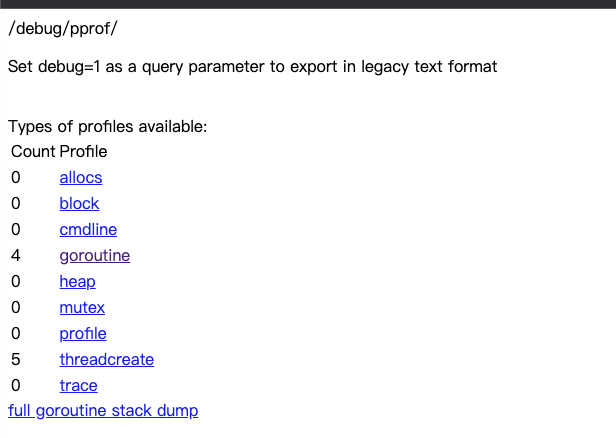 /debug/pprof/
Set debug=1 as a query parameter to export in legacy text format
Types of profiles available:
Count Profile
0 allocs
0 block
0 cmdline
4 goroutine
0 heap
0 mutex
0 profile
5 threadcreate
0 trace
full goroutine stack dump